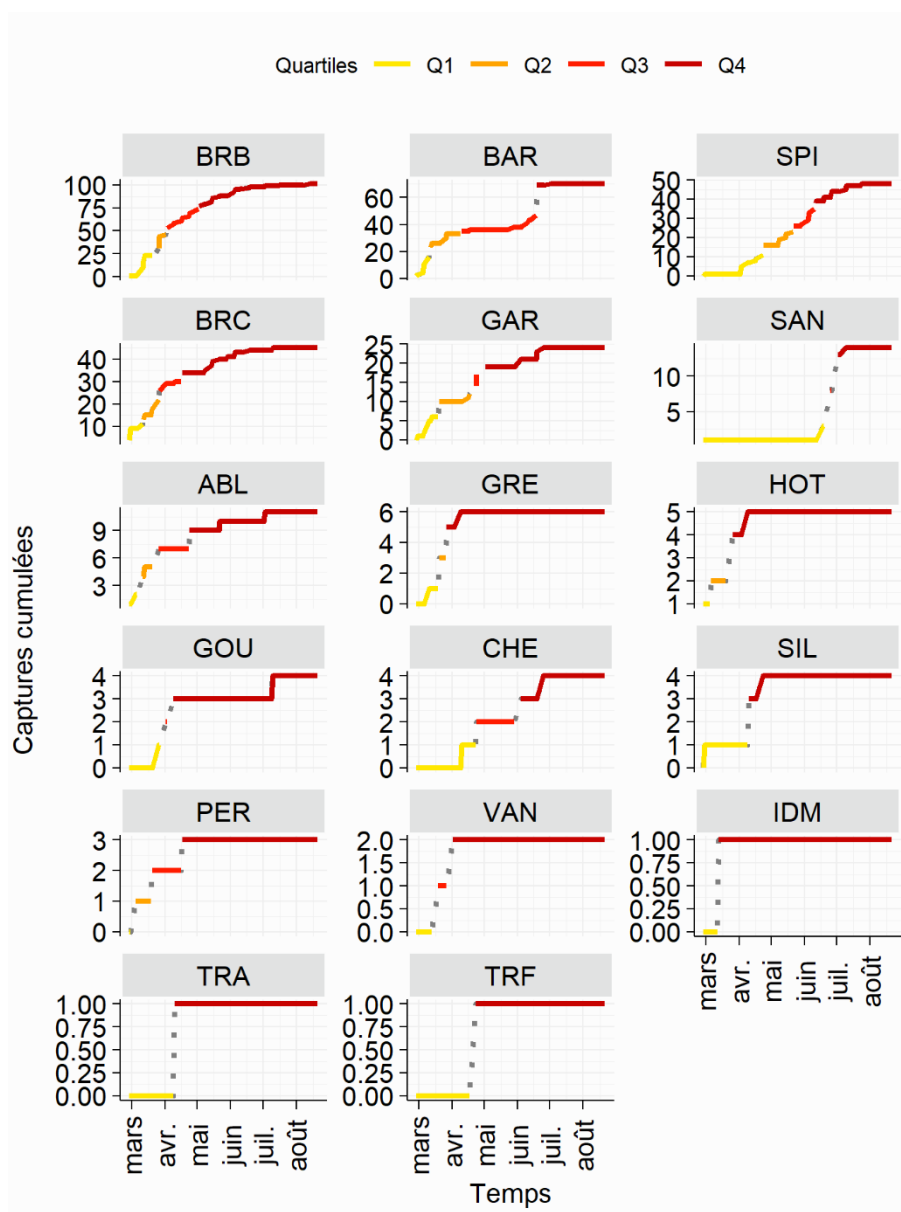 Quartiles Q1 Q2 Q3 Q4
BRB BAR SPI
100 75 50 25 0
60 40 20 0
50 40 30 20 10 0
BRC GAR SAN
40 30 20 10
25 20 15 10 5 0
10 5
ABL GRE HOT
9 6 3
6 4 2 0
5 4 3 2 1
GOU CHE SIL
4 3 2 1 0
4 3 2 1 0
4 3 2 1 0
PER VAN IDM
3 2 1 0
2.0 1.5 1.0 0.5 0.0
1.00 0.75 0.50 0.25 0.00
mars avr. mai juin juil. août
TRA TRF
1.00 0.75 0.50 0.25 0.00
1.00 0.75 0.50 0.25 0.00
mars avr. mai juin juil. août
mars avr. mai juin juil. août
Captures cumulées
Temps